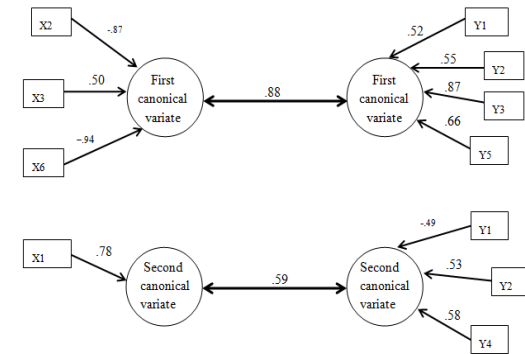 X2
-.87
X3
.50
X6
-.94
First
canonical
variate
.88
First
canonical
variate
.52
Y1
.55
Y2
.87
Y3
.66
Y5
X1
.78
Second
canonical
variate
.59
Second
canonical
variate
-.49
Y1
.53
Y2
.58
Y4